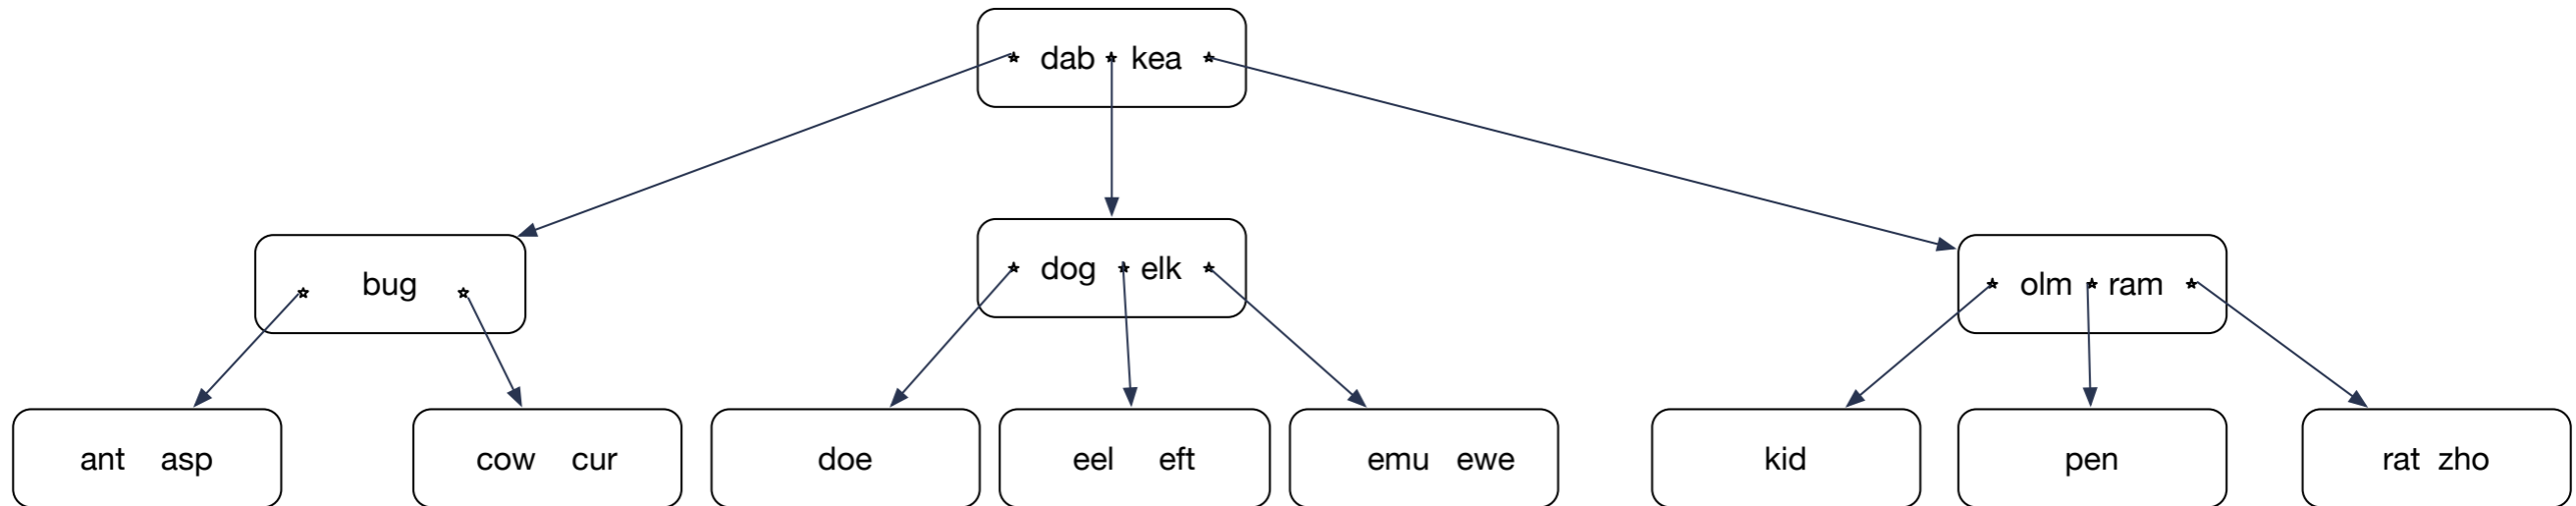 dab kea
bug
dog elk
olm ram
ant asp
cow cur
doe
eel eft
emu ewe
kid
pen
rat zho